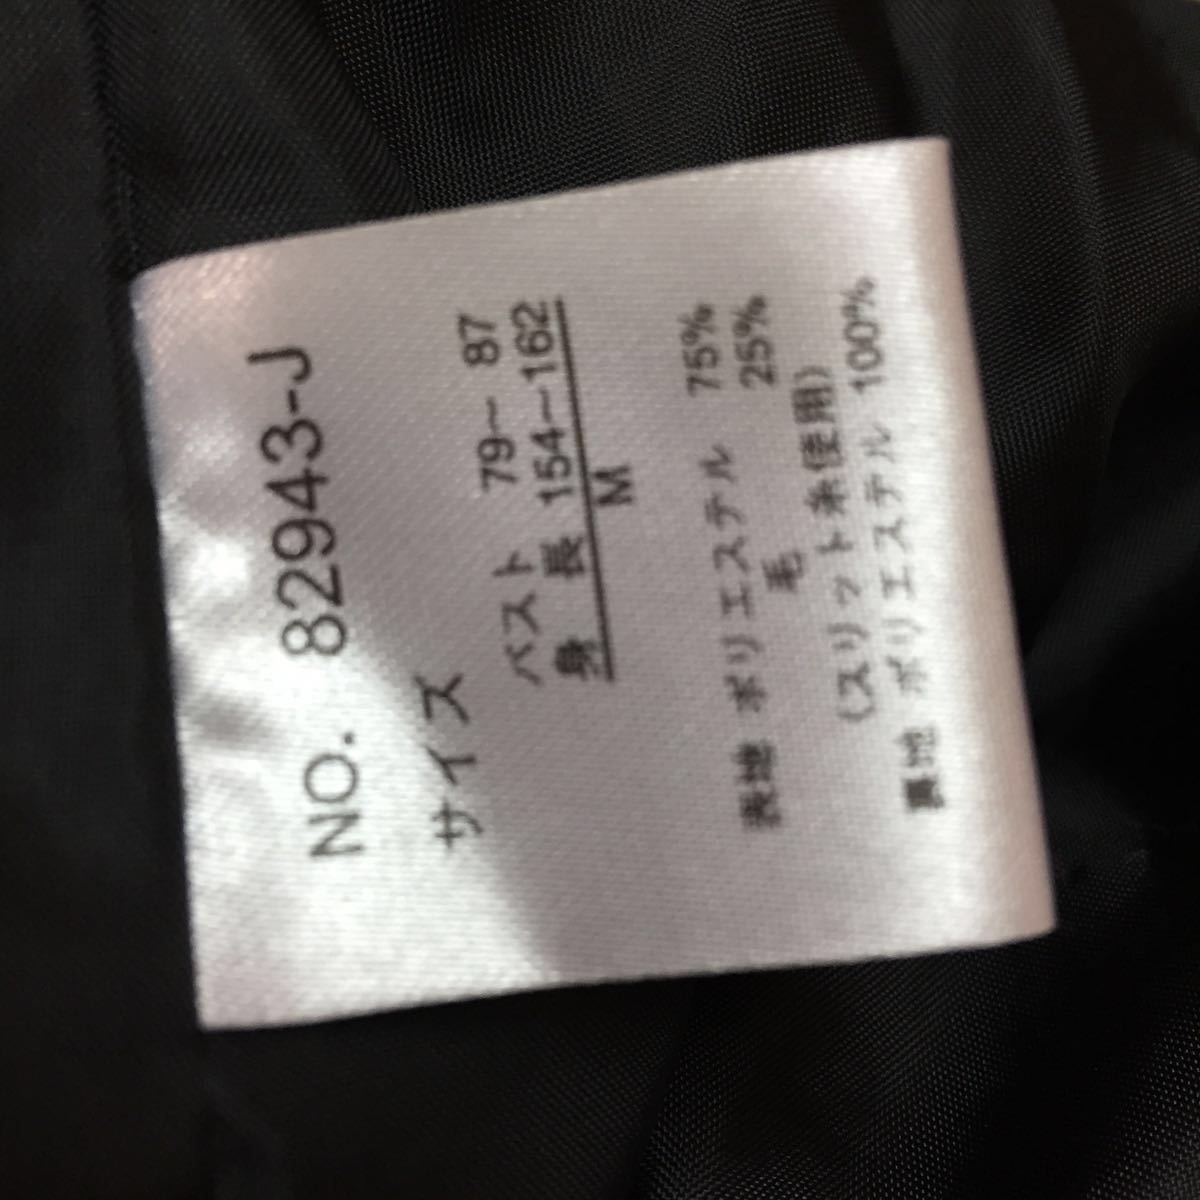 NO. 82943-J
サイズ
バスト 79－ 87
身 長 154－162
M
表地 ポリエステル 75%
毛 25%
(スリット糸使用)
裏地 ポリエステル 100%